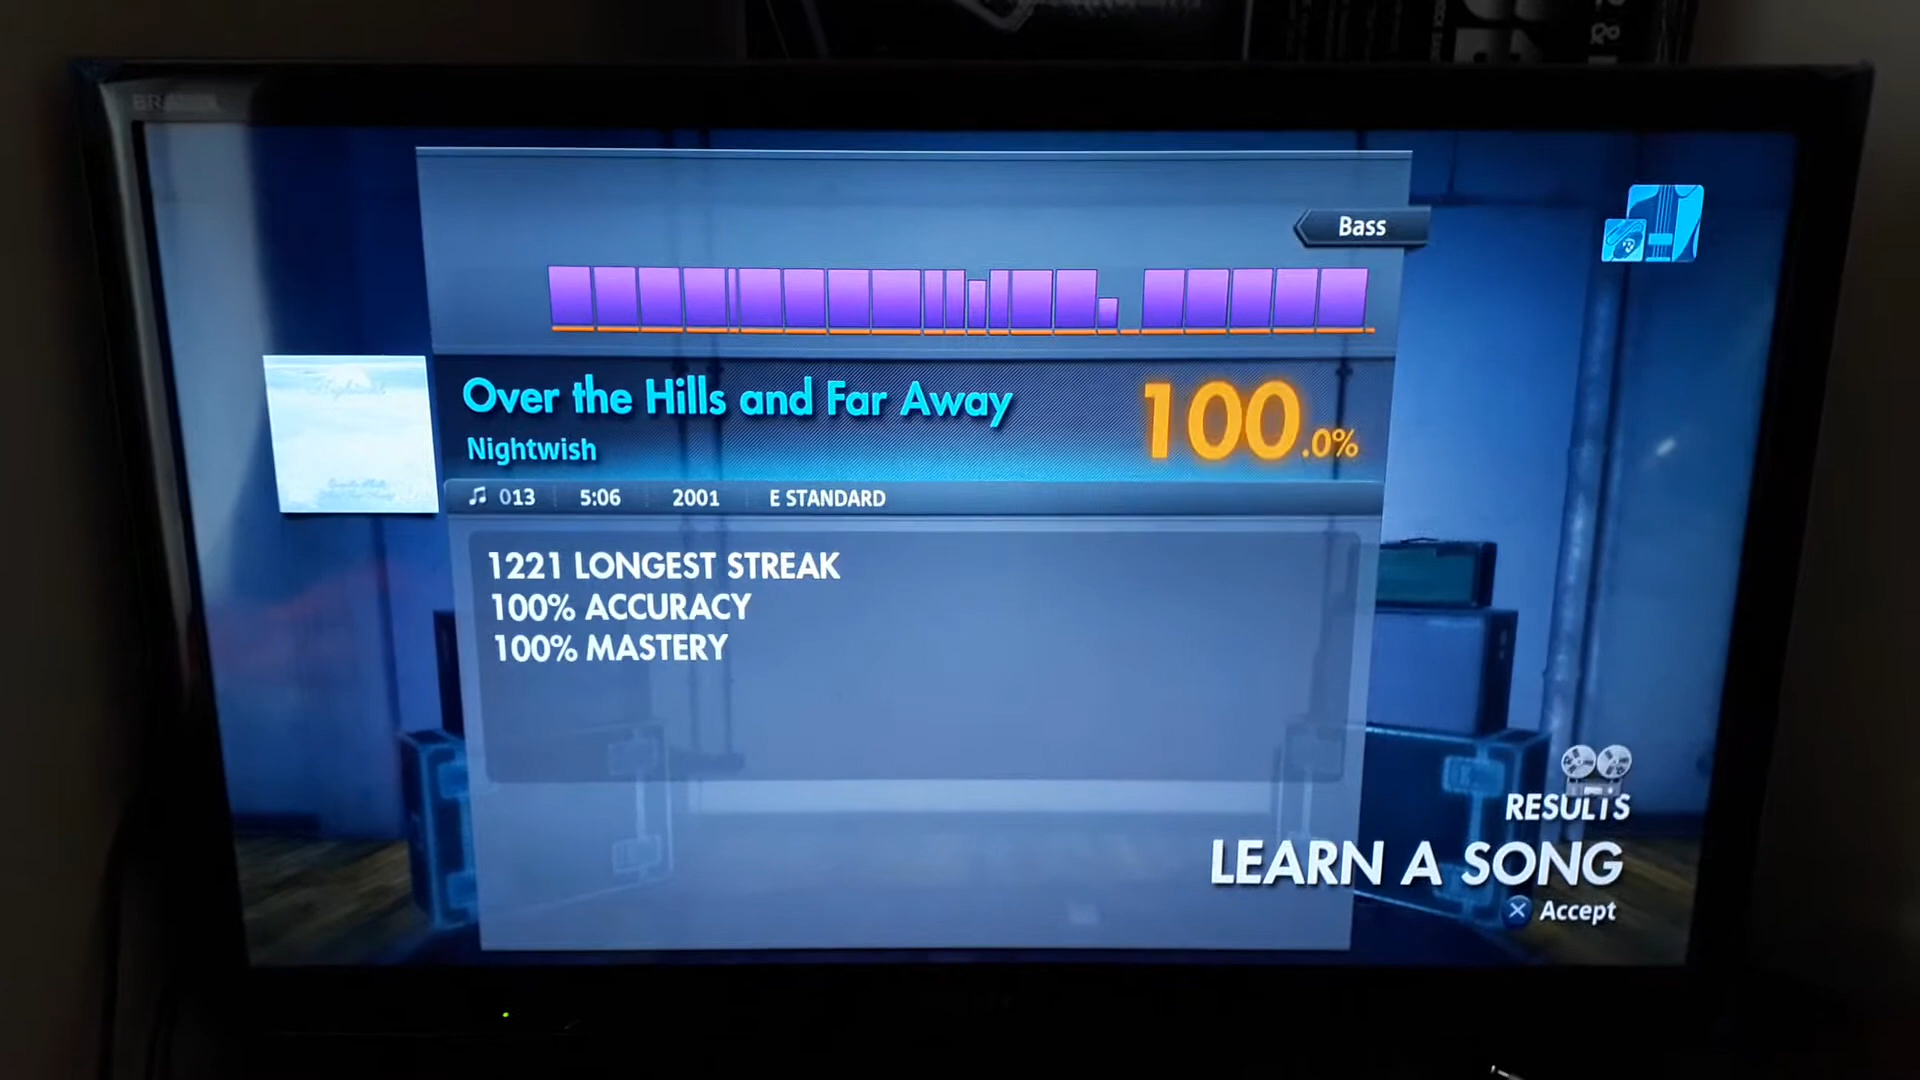 Bass
Over the Hills and Far Away
100.0%
Nightwish
013 5:06 2001 E STANDARD
1221 LONGEST STREAK
100% ACCURACY
100% MASTERY
RESULTS
LEARN A SONG
Accept